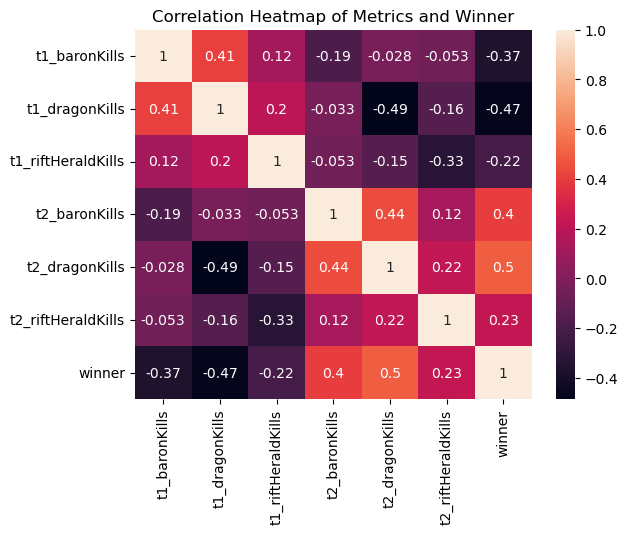 Correlation Heatmap of Metrics and Winner
t1_baronKills 1 0.41 0.12 -0.19 -0.028 -0.053 -0.37
t1_dragonKills 0.41 1 0.2 -0.033 -0.49 -0.16 -0.47
t1_riftHeraldKills 0.12 0.2 1 -0.053 -0.15 -0.33 -0.22
t2_baronKills -0.19 -0.033 -0.053 1 0.44 0.12 0.4
t2_dragonKills -0.028 -0.49 -0.15 0.44 1 0.22 0.5
t2_riftHeraldKills -0.053 -0.16 -0.33 0.12 0.22 1 0.23
winner -0.37 -0.47 -0.22 0.4 0.5 0.23 1
t1_baronKills
t1_dragonKills
t1_riftHeraldKills
t2_baronKills
t2_dragonKills
t2_riftHeraldKills
winner
1.0
0.8
0.6
0.4
0.2
0.0
−0.2
−0.4